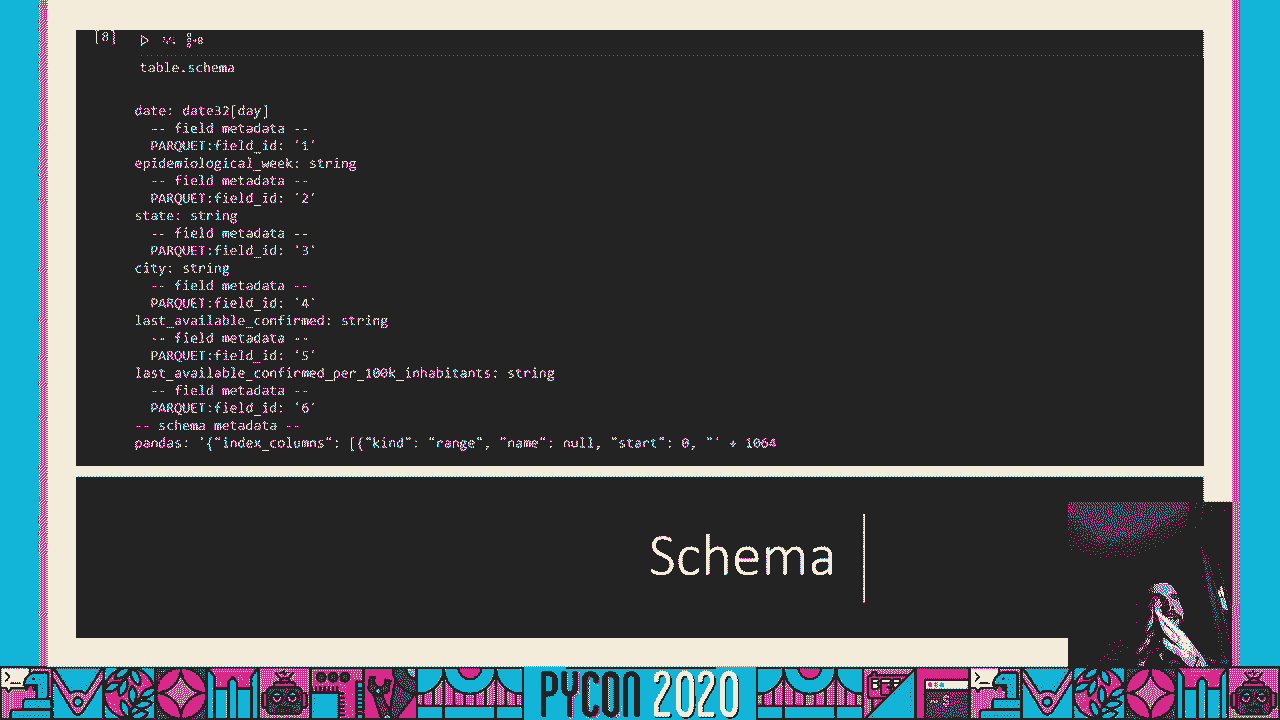 [8]
table.schema
date: date32[day]
-- field metadata --
PARQUET:field_id: '1'
epidemiological_week: string
-- field metadata --
PARQUET:field_id: '2'
state: string
-- field metadata --
PARQUET:field_id: '3'
city: string
-- field metadata --
PARQUET:field_id: '4'
last_available_confirmed: string
-- field metadata --
PARQUET:field_id: '5'
last_available_confirmed_per_100k_inhabitants: string
-- field metadata --
PARQUET:field_id: '6'
-- schema metadata --
pandas: '{"index_columns": [{"kind": "range", "name": null, "start": 0, "' + 1064
Schema
PYCON 2020